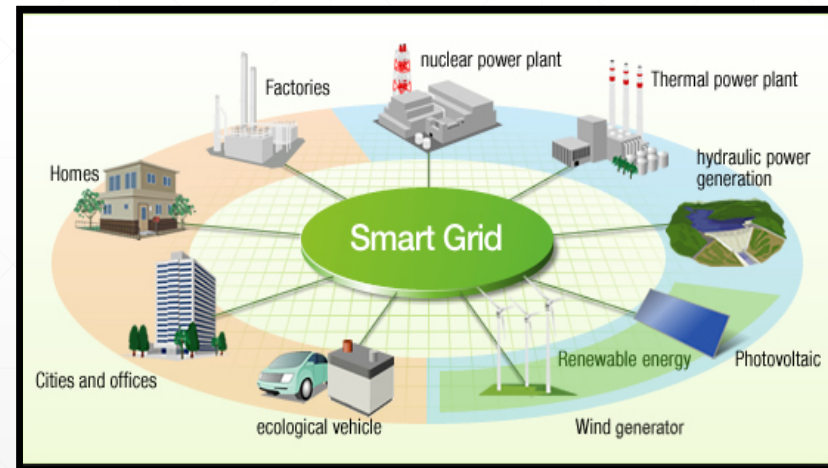 nuclear power plant
Thermal power plant
Factories
hydraulic power
generation
Homes
Smart Grid
Renewable energy
Photovoltaic
Cities and offices
ecological vehicle
Wind generator